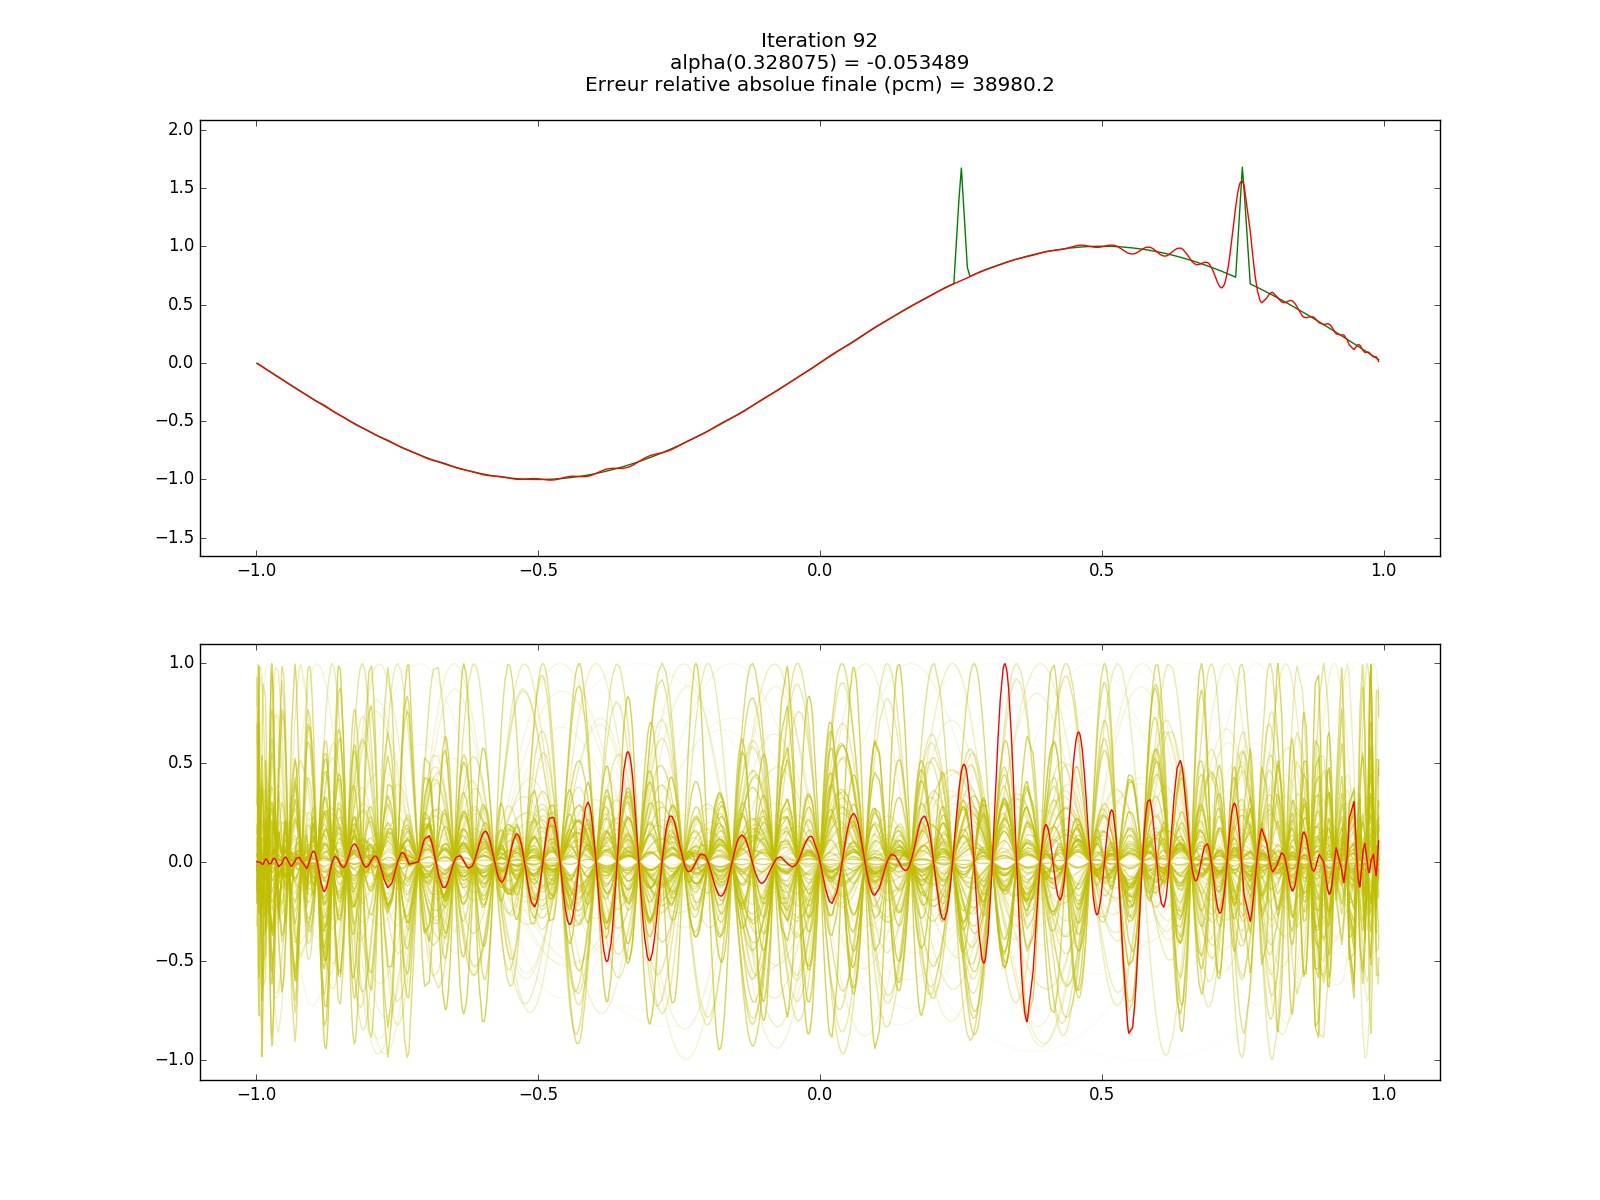 Iteration 92
alpha(0.328075) = -0.053489
Erreur relative absolue finale (pcm) = 38980.2
2.0
1.5
1.0
0.5
0.0
−0.5
−1.0
−1.5
−1.0 −0.5 0.0 0.5 1.0
1.0
0.5
0.0
−0.5
−1.0
−1.0 −0.5 0.0 0.5 1.0